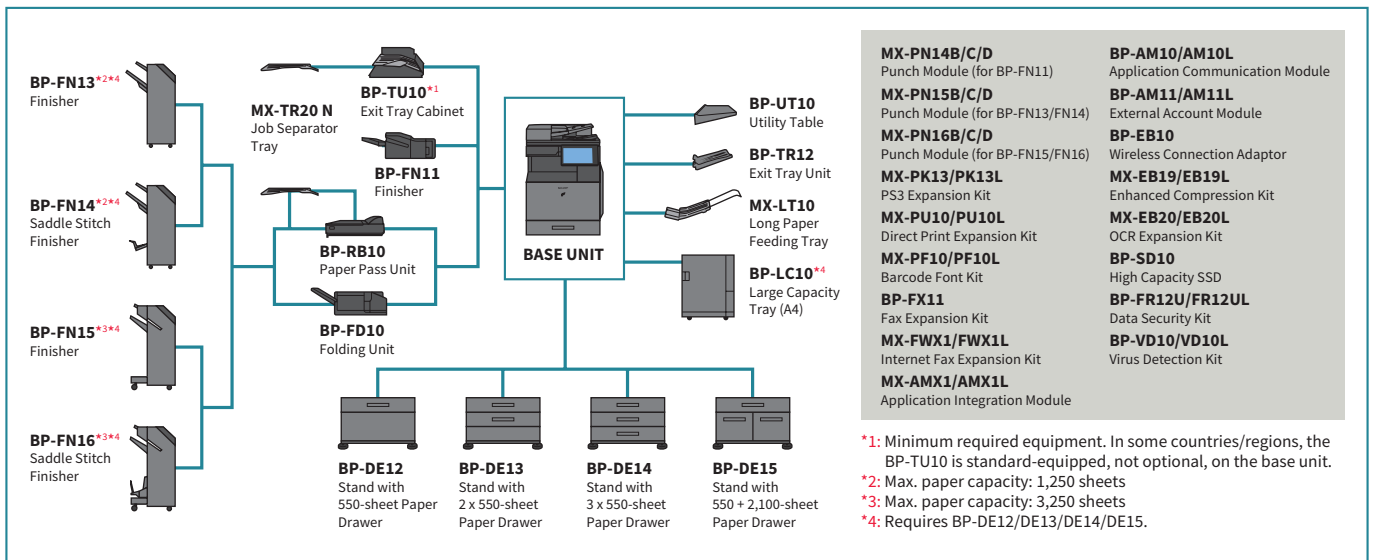 BP-FN13*2*4
Finisher
BP-FN14*2*4
Saddle Stitch
Finisher
BP-FN15*3*4
Finisher
BP-FN16*3*4
Saddle Stitch
Finisher
MX-TR20 N
Job Separator
Tray
BP-TU10*1
Exit Tray Cabinet
BP-FN11
Finisher
BP-RB10
Paper Pass Unit
BP-FD10
Folding Unit
BASE UNIT
BP-UT10
Utility Table
BP-TR12
Exit Tray Unit
MX-LT10
Long Paper
Feeding Tray
BP-LC10*4
Large Capacity
Tray (A4)
BP-DE12
Stand with
550-sheet Paper
Drawer
BP-DE13
Stand with
2 x 550-sheet
Paper Drawer
BP-DE14
Stand with
3 x 550-sheet
Paper Drawer
BP-DE15
Stand with
550 + 2,100-sheet
Paper Drawer
MX-PN14B/C/D
Punch Module (for BP-FN11)
MX-PN15B/C/D
Punch Module (for BP-FN13/FN14)
MX-PN16B/C/D
Punch Module (for BP-FN15/FN16)
MX-PK13/PK13L
PS3 Expansion Kit
MX-PU10/PU10L
Direct Print Expansion Kit
MX-PF10/PF10L
Barcode Font Kit
BP-FX11
Fax Expansion Kit
MX-FWX1/FWX1L
Internet Fax Expansion Kit
MX-AMX1/AMX1L
Application Integration Module
BP-AM10/AM10L
Application Communication Module
BP-AM11/AM11L
External Account Module
BP-EB10
Wireless Connection Adaptor
MX-EB19/EB19L
Enhanced Compression Kit
MX-EB20/EB20L
OCR Expansion Kit
BP-SD10
High Capacity SSD
BP-FR12U/FR12UL
Data Security Kit
BP-VD10/VD10L
Virus Detection Kit
*1: Minimum required equipment. In some countries/regions, the
BP-TU10 is standard-equipped, not optional, on the base unit.
*2: Max. paper capacity: 1,250 sheets
*3: Max. paper capacity: 3,250 sheets
*4: Requires BP-DE12/DE13/DE14/DE15.